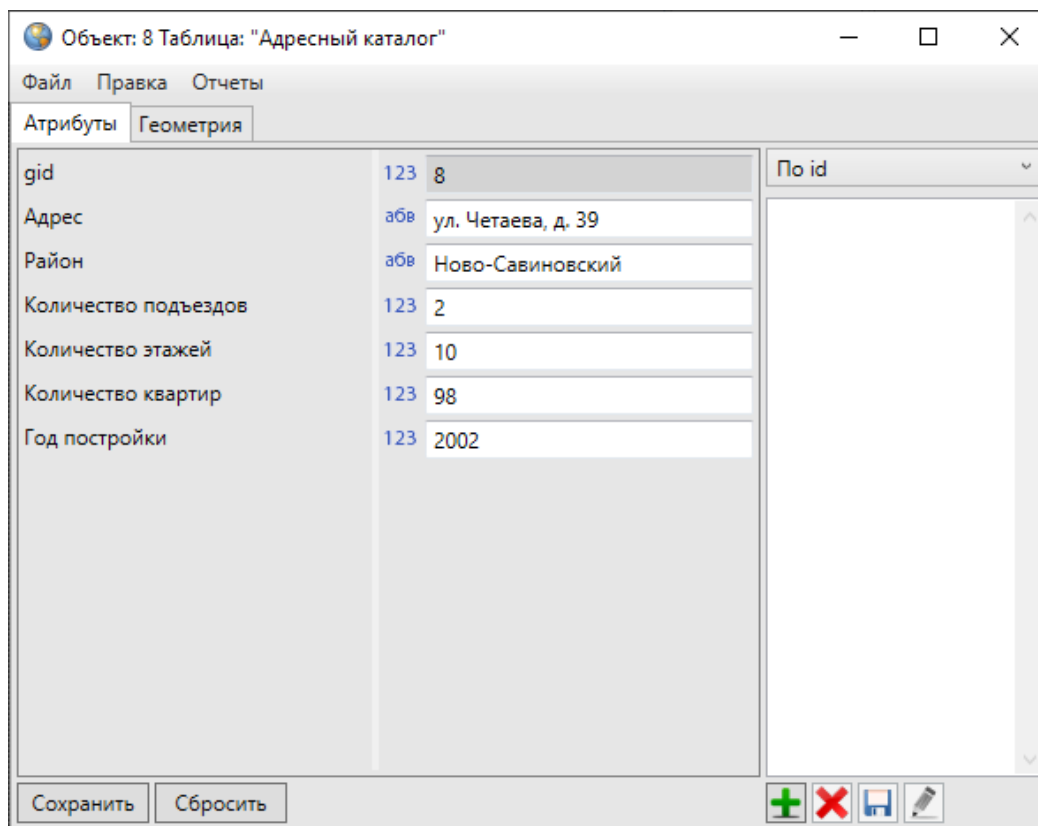 Объект: 8 Таблица: "Адресный каталог"
Файл Правка Отчеты
Атрибуты Геометрия
gid 123 8
По id
Адрес абв ул. Четаева, д. 39
Район абв Ново-Савиновский
Количество подъездов 123 2
Количество этажей 123 10
Количество квартир 123 98
Год постройки 123 2002
Сохранить Сбросить